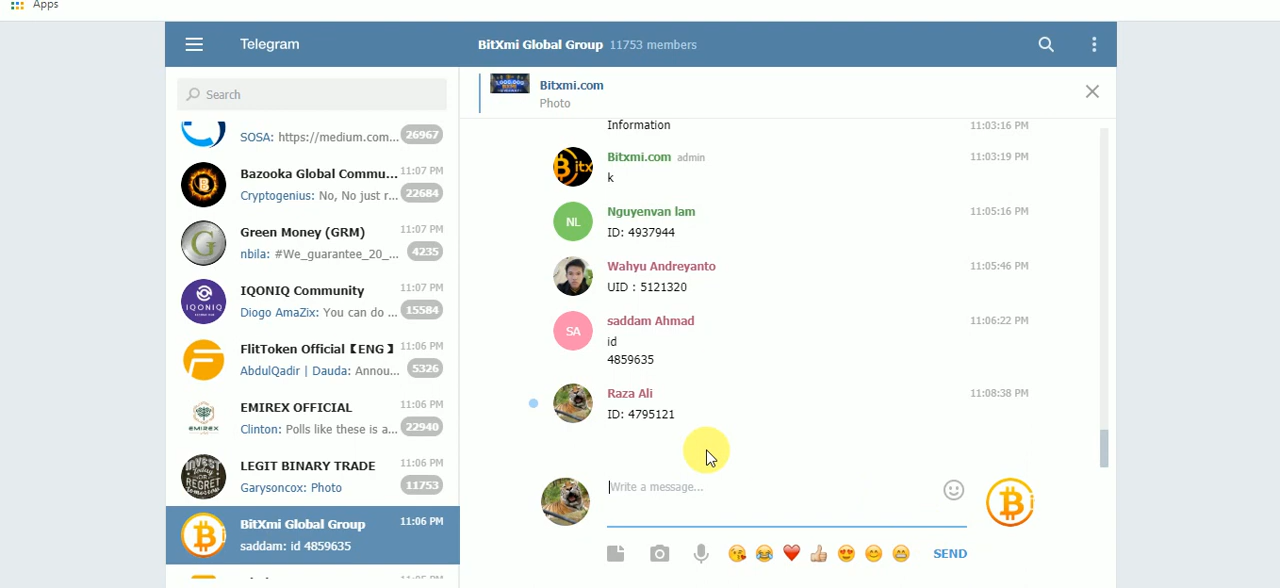 Apps
Telegram
BitXmi Global Group 11753 members
Search
SOSA: https://medium.com... 26967
Bazooka Global Commu... 11:07 PM
Cryptogenius: No, No just r... 22684
Green Money (GRM) 11:07 PM
nbila: #We_guarantee_20_... 4235
IQONIQ Community 11:07 PM
Diogo AmaZix: You can do ... 15584
FlitToken Official【ENG】 11:06 PM
AbdulQadir | Dauda: Annou... 5326
EMIREX OFFICIAL 11:06 PM
Clinton: Polls like these is a... 22940
LEGIT BINARY TRADE 11:06 PM
Garysoncox: Photo 11753
BitXmi Global Group 11:06 PM
saddam: id 4859635
Bitxmi.com
Photo
Information 11:03:16 PM
Bitxmi.com admin 11:03:19 PM
k
NL
Nguyenvan lam 11:05:16 PM
ID: 4937944
Wahyu Andreyanto 11:05:46 PM
UID : 5121320
SA
saddam Ahmad 11:06:22 PM
id
4859635
Raza Ali 11:08:38 PM
ID: 4795121
Write a message...
SEND